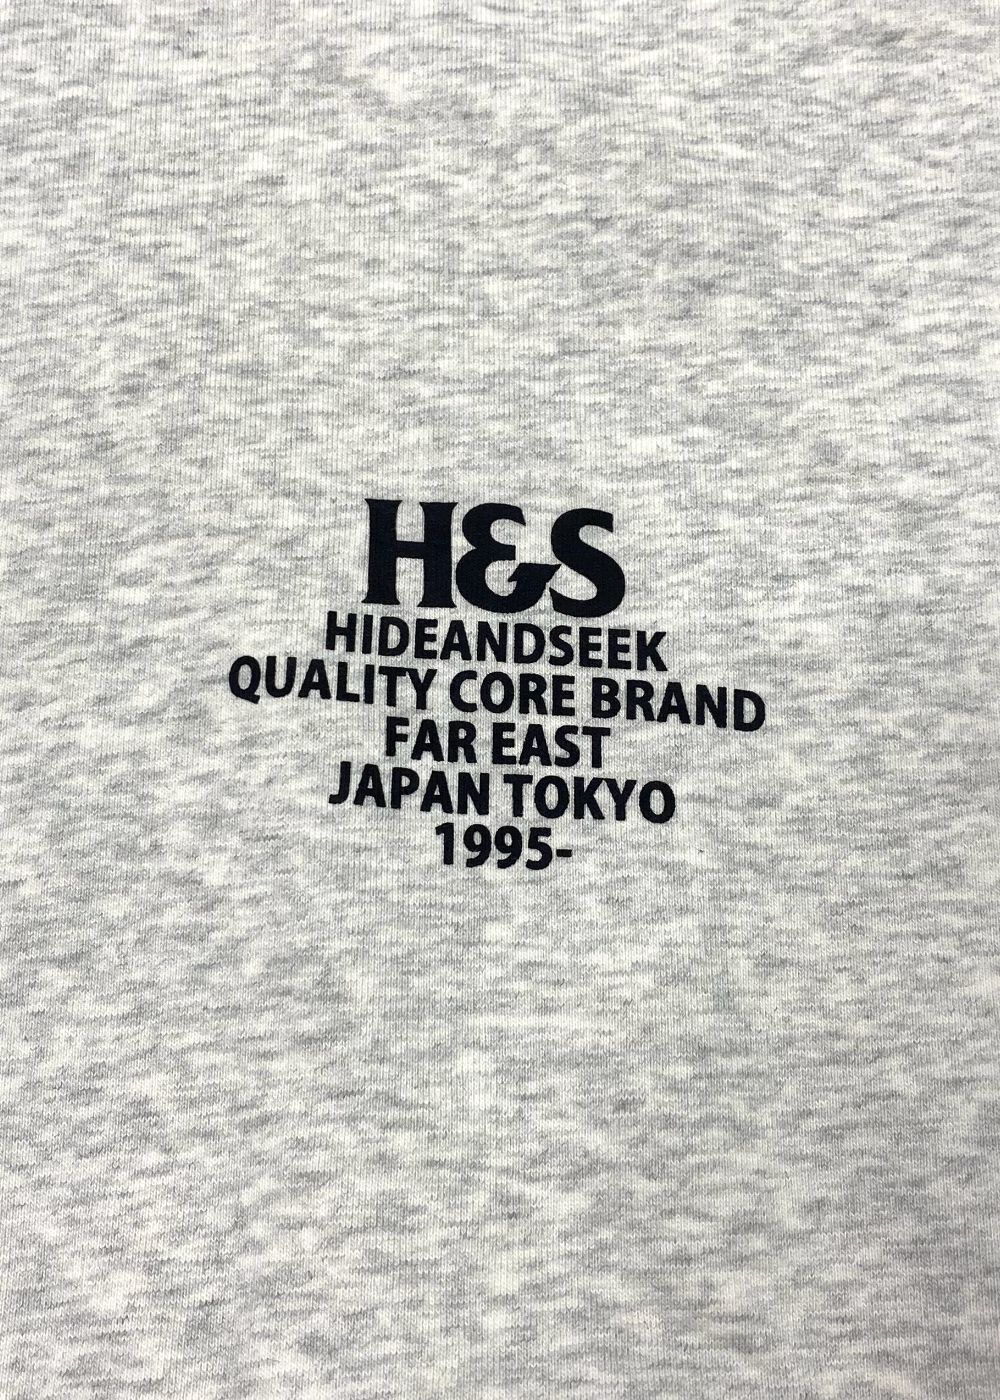 H&S
HIDEANDSEEK
QUALITY CORE BRAND
FAR EAST
JAPAN TOKYO
1995-